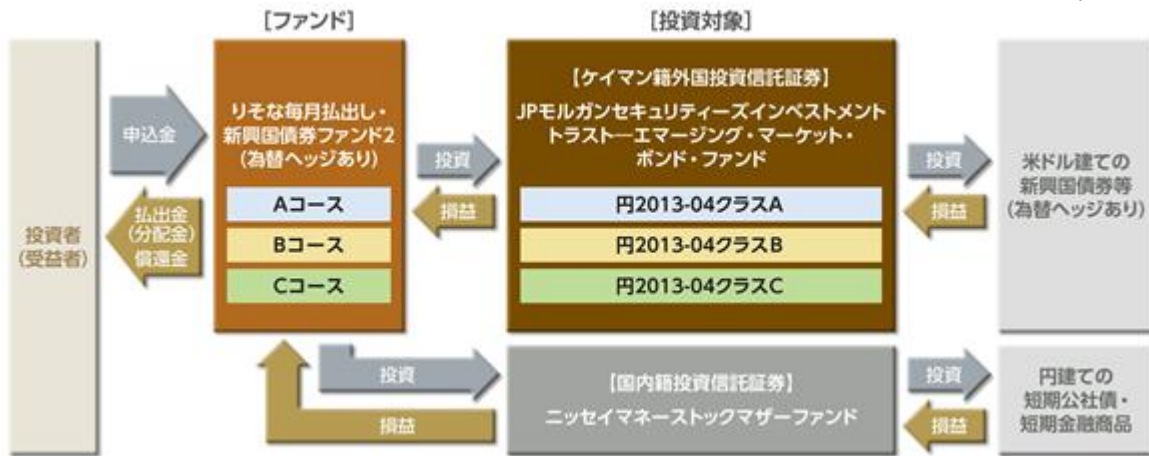 [ファンド]
[投資対象]
投資者
(受益者)
申込金
払出金
(分配金)
償還金
りそな毎月払出し・
新興国債券ファンド2
(為替ヘッジあり)
Aコース
Bコース
Cコース
投資
損益
【ケイマン籍外国投資信託証券】
JPモルガンセキュリティーズインベストメント
トラスト―エマージング・マーケット・
ボンド・ファンド
円2013-04クラスA
円2013-04クラスB
円2013-04クラスC
投資
損益
米ドル建ての
新興国債券等
(為替ヘッジあり)
投資
損益
【国内籍投資信託証券】
ニッセイマネーストックマザーファンド
投資
損益
円建ての
短期公社債・
短期金融商品